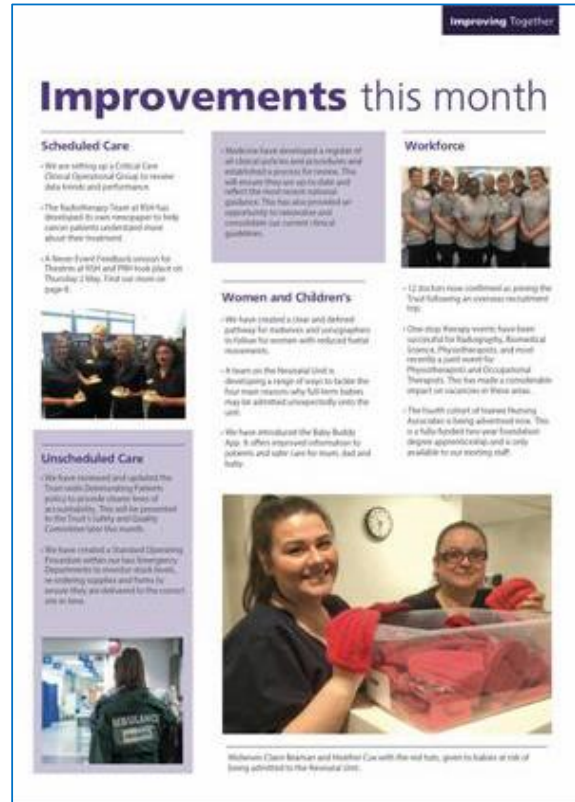 Improving Together
Improvements this month
Scheduled Care
• We are setting up a Critical Care
Clinical Operational Group to review
data trends and performance.
• The Radiotherapy Team at RSH has
developed its own newspaper to help
cancer patients understand more
about their treatment.
• A Never Event Feedback session for
Theatres at RSH and PRH took place on
Thursday 2 May. Find out more on
page 8.
Unscheduled Care
• We have reviewed and updated the
Trust-wide Deteriorating Patients
policy to provide clearer lines of
accountability. This will be presented
to the Trust's Safety and Quality
Committee later this month.
• We have created a Standard Operating
Procedure within our two Emergency
Departments to monitor stock levels,
re-ordering supplies and items to
ensure they are delivered to the correct
site in time.
AMBULANCE
• Medicine have developed a register of
all clinical policies and procedures and
established a process for review. This
will ensure they are up to date and
reflect the most recent national
guidance. This has also provided an
opportunity to rationalise and
consolidate our current clinical
guidelines.
Women and Children's
• We have created a clear and defined
pathway for midwives and sonographers
to follow for women with reduced foetal
movements.
• A team on the Neonatal Unit is
developing a range of ways to tackle the
four main reasons why full-term babies
may be admitted unexpectedly onto the
unit.
• We have introduced the Baby Buddy
App. It offers improved information to
patients and safer care for mum, dad and
baby.
Workforce
• 12 doctors now confirmed as joining the
Trust following an overseas recruitment
trip.
• One-stop therapy events have been
successful for Radiography, Biomedical
Science, Physiotherapists, and most
recently a joint event for
Physiotherapists and Occupational
Therapists. This has made a considerable
impact on vacancies in these areas.
• The fourth cohort of trainee Nursing
Associates is being advertised now. This
is a fully-funded two-year foundation
degree apprenticeship and is only
available to our existing staff.
Midwives Claire Beaman and Heather Cox with the red hats, given to babies at risk of
being admitted to the Neonatal Unit.